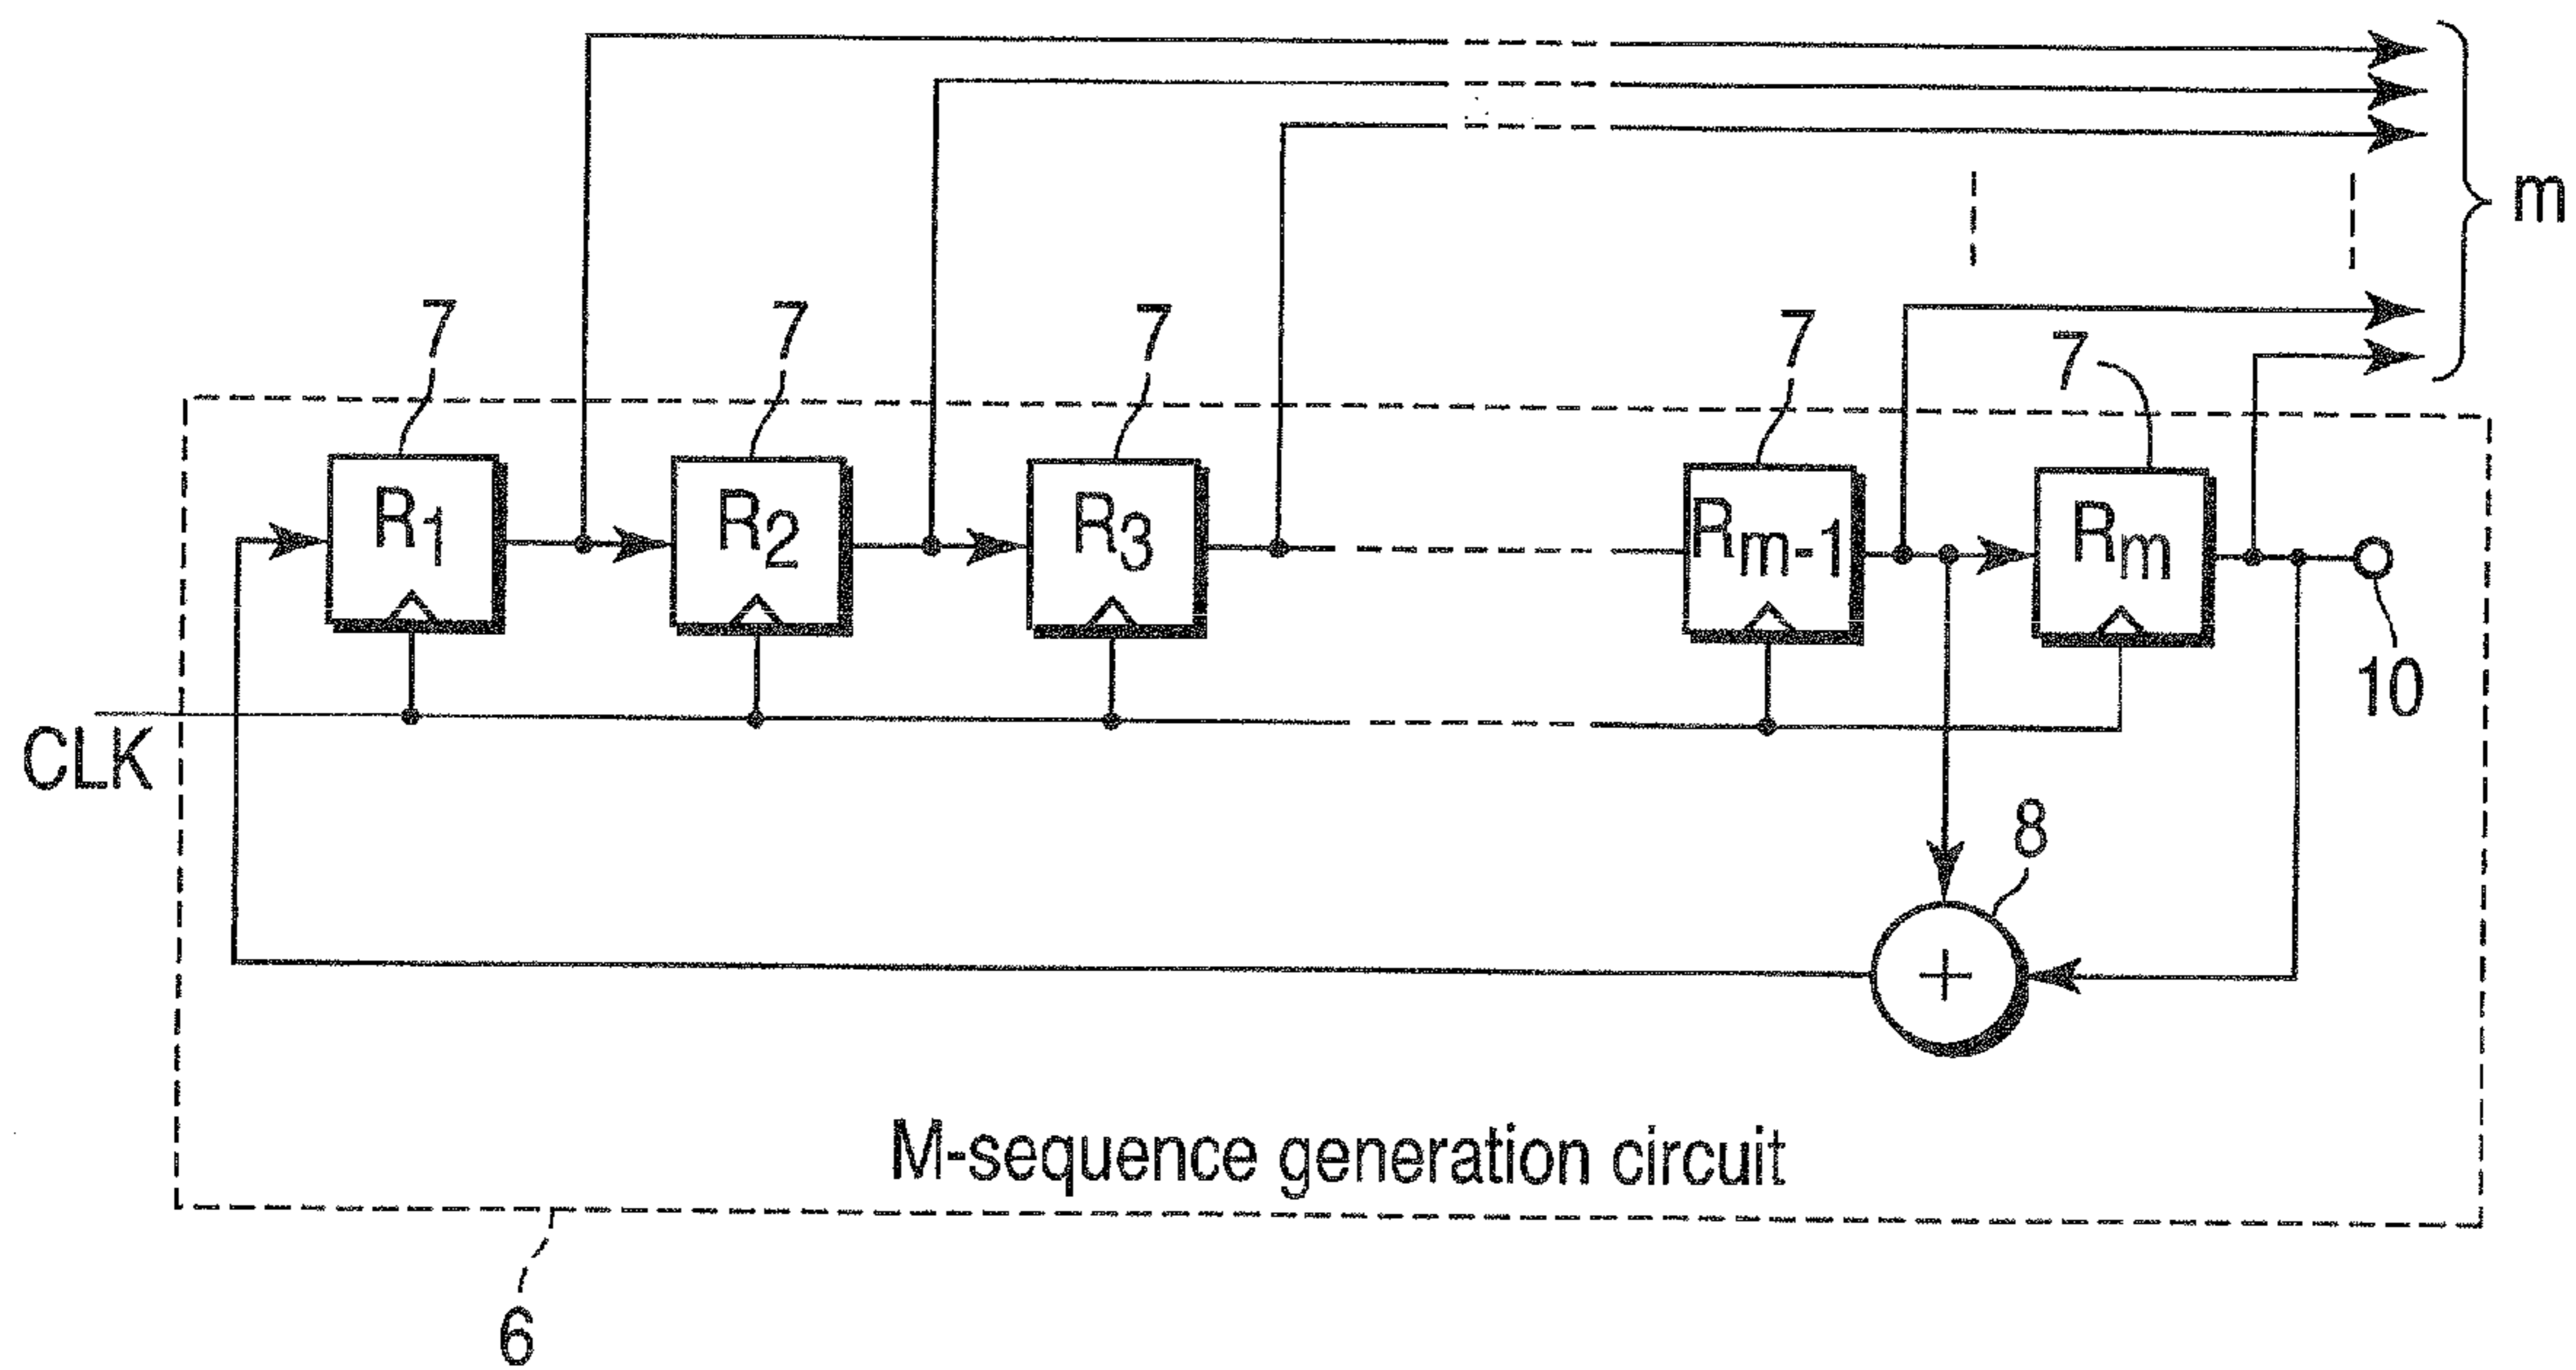 m
7 7 7 7 7
R1 R2 R3 Rm-1 Rm
10
CLK
8
+
M-sequence generation circuit
6